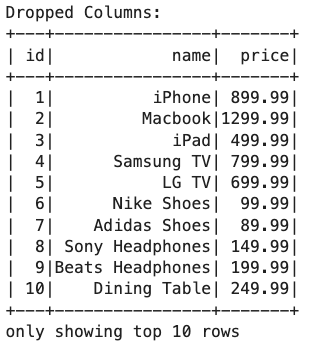 Dropped Columns:
+---+----------------+-------+
| id|            name|  price|
+---+----------------+-------+
|  1|          iPhone| 899.99|
|  2|         Macbook|1299.99|
|  3|            iPad| 499.99|
|  4|      Samsung TV| 799.99|
|  5|           LG TV| 699.99|
|  6|      Nike Shoes|  99.99|
|  7|    Adidas Shoes|  89.99|
|  8| Sony Headphones| 149.99|
|  9|Beats Headphones| 199.99|
| 10|    Dining Table| 249.99|
+---+----------------+-------+
only showing top 10 rows